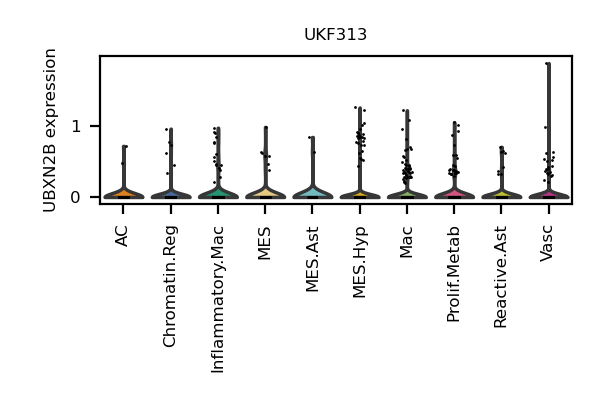 UKF313
UBXN2B expression
1
0
AC
Chromatin.Reg
Inflammatory.Mac
MES
MES.Ast
MES.Hyp
Mac
Prolif.Metab
Reactive.Ast
Vasc